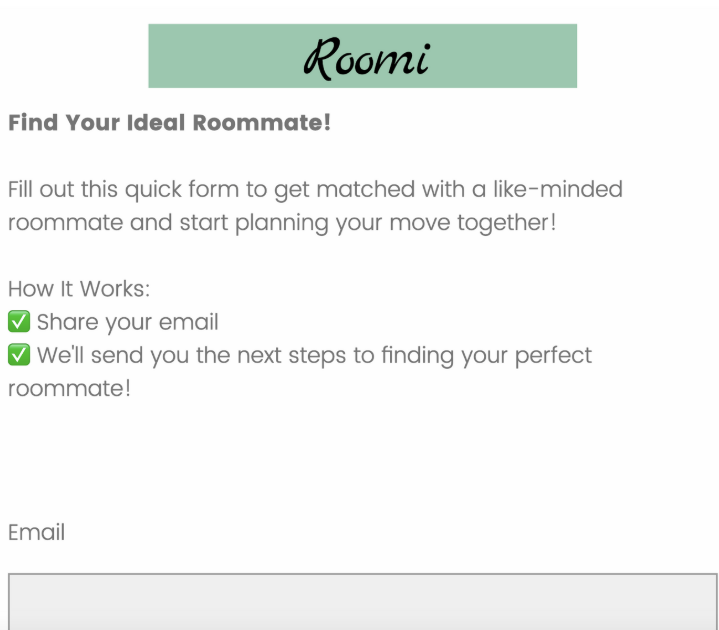 Roomi
Find Your Ideal Roommate!
Fill out this quick form to get matched with a like-minded
roommate and start planning your move together!
How It Works:
✅ Share your email
✅ We'll send you the next steps to finding your perfect
roommate!
Email